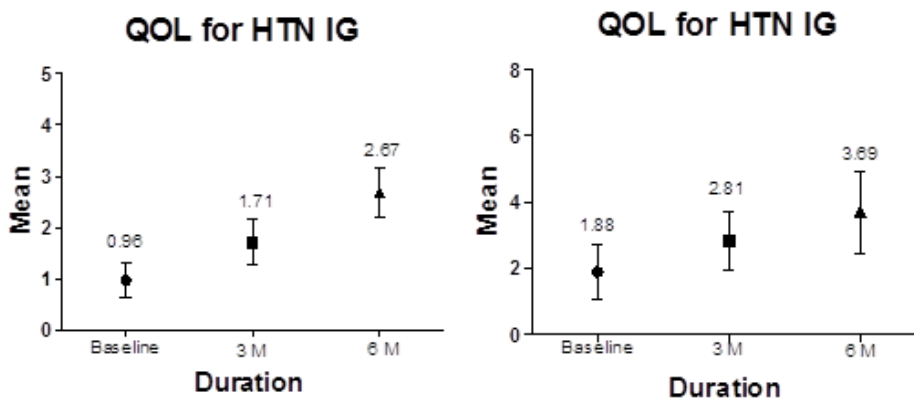 QOL for HTN IG
5
4
3
2
1
0
Mean
0.96
1.71
2.67
Baseline
3 M
6 M
Duration
QOL for HTN IG
8
6
4
2
0
Mean
1.88
2.81
3.69
Baseline
3 M
6 M
Duration